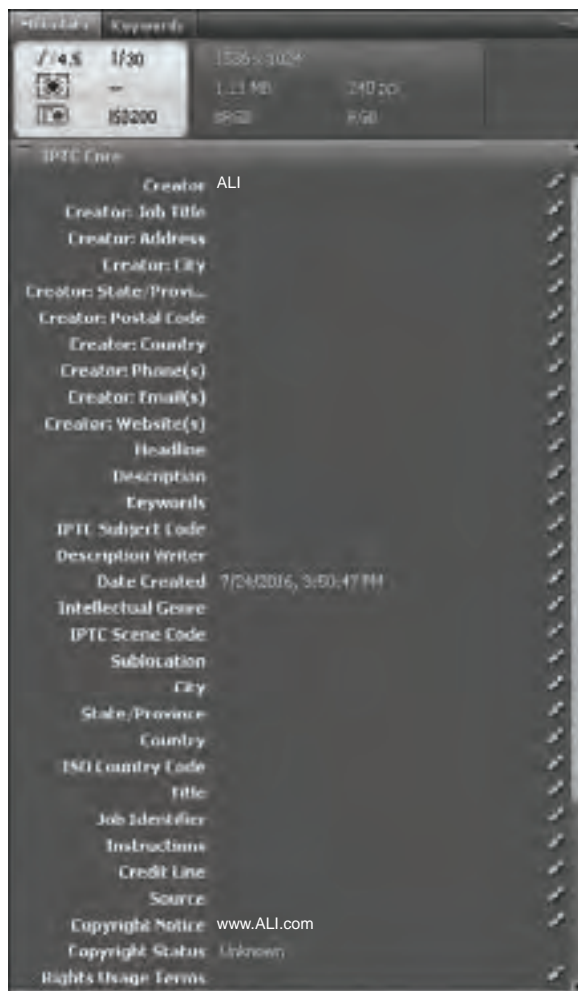 Metadata Keywords
f/4.5 1/30
--
ISO200
1536 x 1024
1.13 MB 240 ppi
sRGB RGB
IPTC Core
Creator ALI
Creator: Job Title
Creator: Address
Creator: City
Creator: State/Provi...
Creator: Postal Code
Creator: Country
Creator: Phone(s)
Creator: Email(s)
Creator: Website(s)
Headline
Description
Keywords
IPTC Subject Code
Description Writer
Date Created 7/24/2016, 3:50:47 PM
Intellectual Genre
IPTC Scene Code
Sublocation
City
State/Province
Country
ISO Country Code
Title
Job Identifier
Instructions
Credit Line
Source
Copyright Notice www.ALI.com
Copyright Status Unknown
Rights Usage Terms